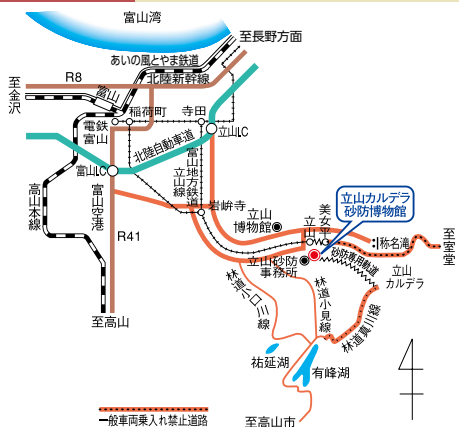 富山湾
至長野方面
あいの風とやま鉄道
北陸新幹線
R8
至金沢
富山
稲荷町
寺田
電鉄富山
北陸自動車道
立山I.C
富山I.C
富山地方鉄道
立山線
高山本線
富山空港
R41
岩峅寺
立山
博物館
立山
美女平
立山カルデラ
砂防博物館
称名滝
至室堂
立山砂防
事務所
砂防専用軌道
立山
カルデラ
林道小口川線
林道小見線
林道真川線
至高山
祐延湖
有峰湖
至高山市
一般車両乗入れ禁止道路